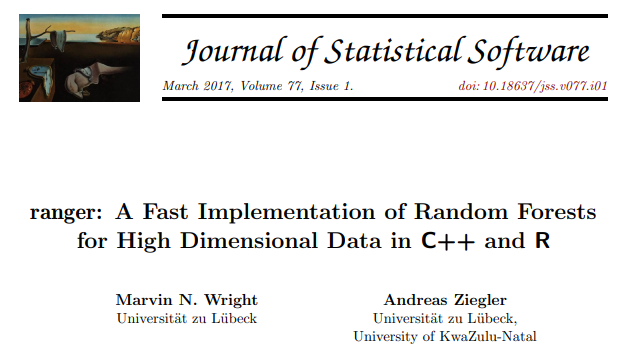 Journal of Statistical Software
March 2017, Volume 77, Issue 1. doi: 10.18637/jss.v077.i01
ranger: A Fast Implementation of Random Forests
for High Dimensional Data in C++ and R
Marvin N. Wright
Universität zu Lübeck
Andreas Ziegler
Universität zu Lübeck,
University of KwaZulu-Natal